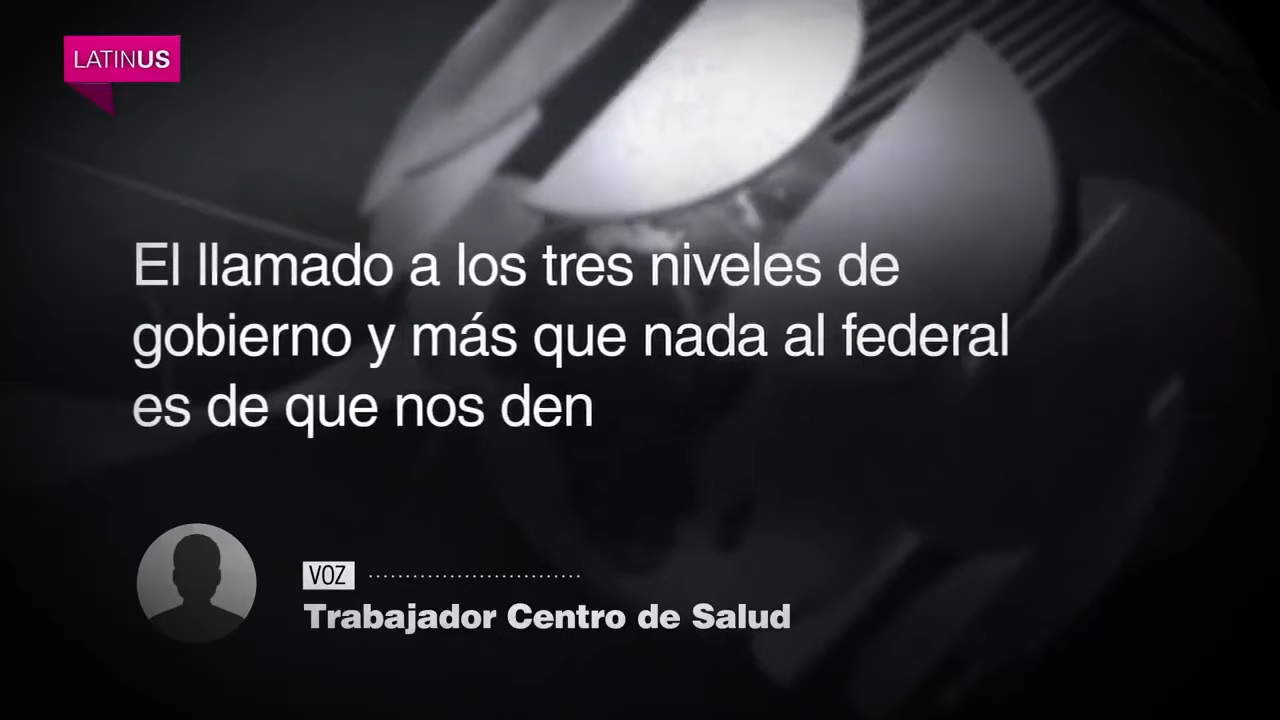 LATINUS
El llamado a los tres niveles de
gobierno y más que nada al federal
es de que nos den
VOZ
Trabajador Centro de Salud